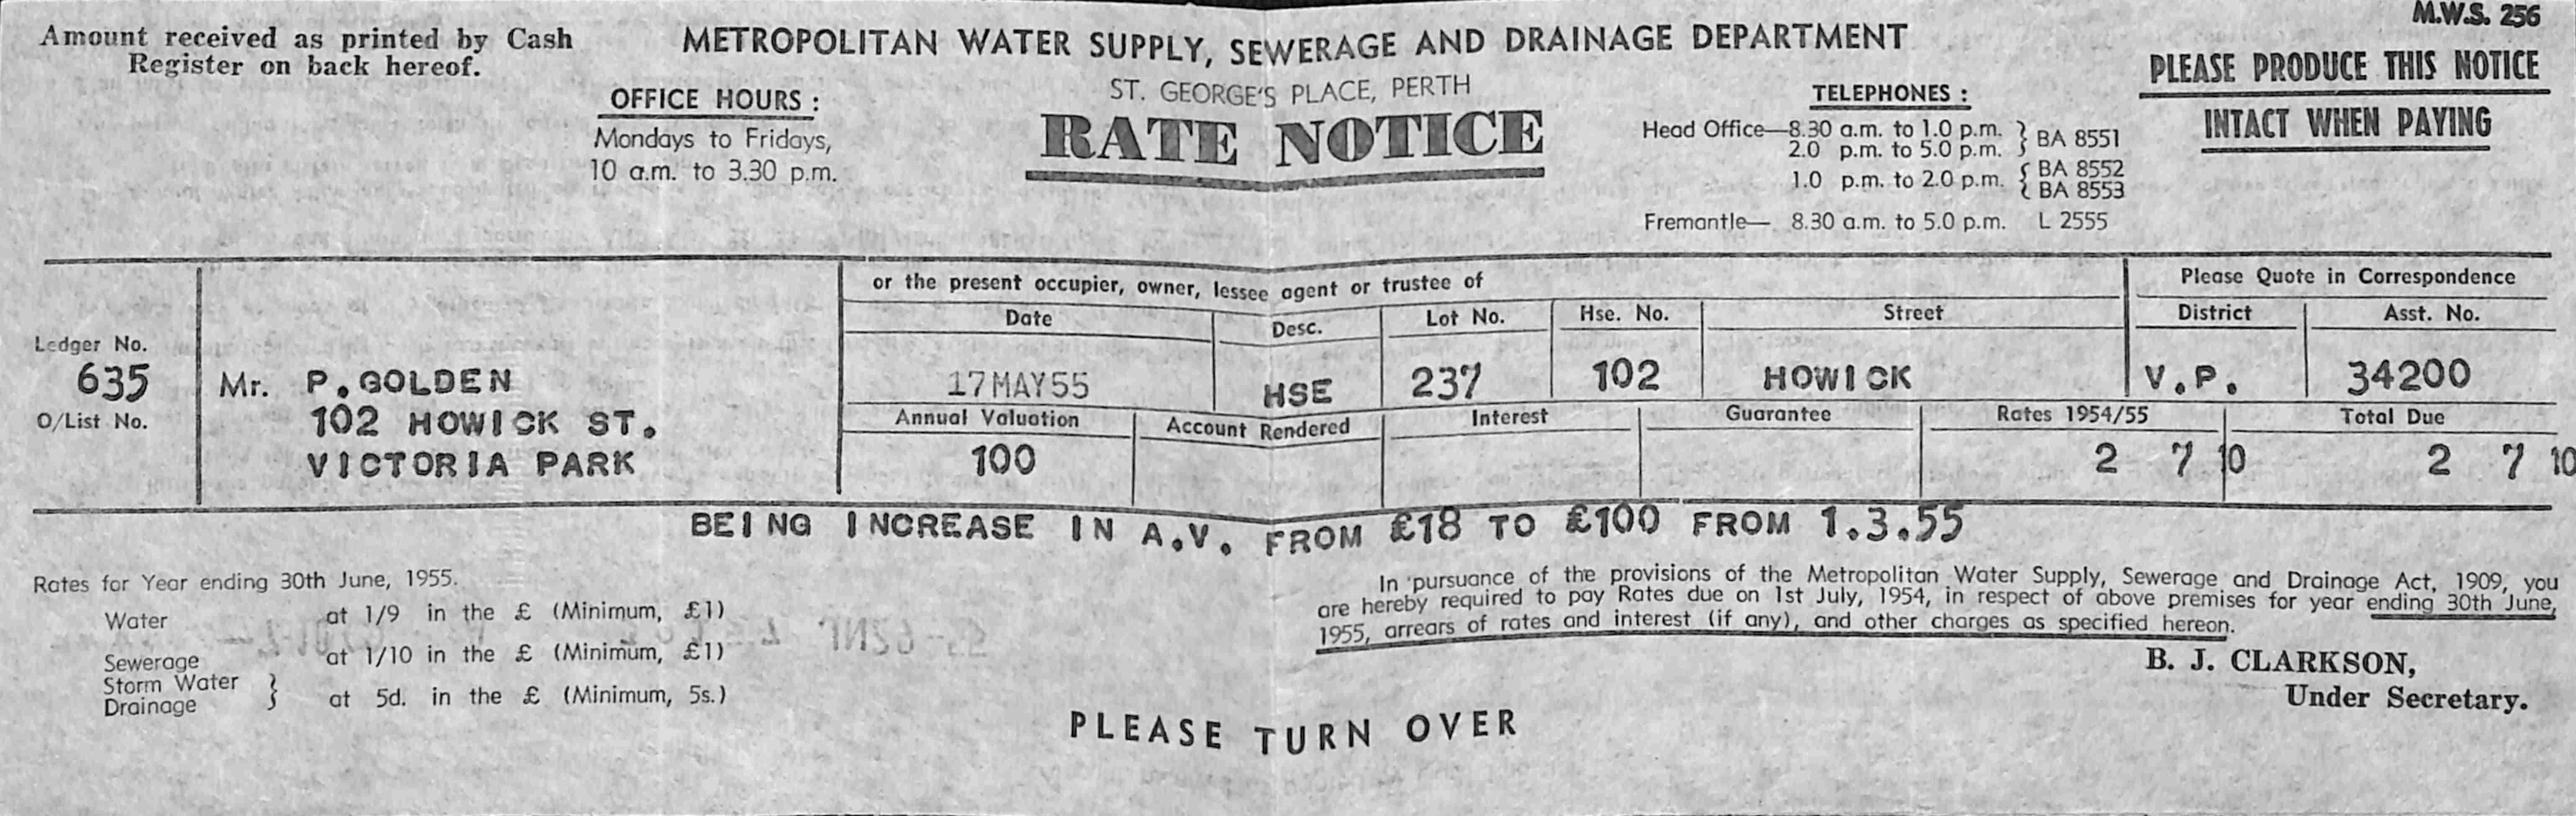 M.W.S. 256
Amount received as printed by Cash
Register on back hereof.
METROPOLITAN WATER SUPPLY, SEWERAGE AND DRAINAGE DEPARTMENT
ST. GEORGE'S PLACE, PERTH
RATE NOTICE
OFFICE HOURS :
Mondays to Fridays,
10 a.m. to 3.30 p.m.
TELEPHONES :
Head Office—8.30 a.m. to 1.0 p.m. } BA 8551
2.0 p.m. to 5.0 p.m.
1.0 p.m. to 2.0 p.m. { BA 8552
BA 8553
Fremantle— 8.30 a.m. to 5.0 p.m. L 2555
PLEASE PRODUCE THIS NOTICE
INTACT WHEN PAYING
Ledger No.
635
O/List No.
Mr. P.GOLDEN
102 HOWICK ST.
VICTORIA PARK
or the present occupier, owner, lessee agent or trustee of
Please Quote in Correspondence
Date Desc. Lot No. Hse. No. Street District Asst. No.
17MAY55 HSE 237 102 HOWICK V.P. 34200
Annual Valuation Account Rendered Interest Guarantee Rates 1954/55 Total Due
100 2 7 10 2 7 10
BEING INCREASE IN A.V. FROM £18 TO £100 FROM 1.3.55
Rates for Year ending 30th June, 1955.
Water at 1/9 in the £ (Minimum, £1)
Sewerage at 1/10 in the £ (Minimum, £1)
Storm Water
Drainage } at 5d. in the £ (Minimum, 5s.)
In pursuance of the provisions of the Metropolitan Water Supply, Sewerage and Drainage Act, 1909, you
are hereby required to pay Rates due on 1st July, 1954, in respect of above premises for year ending 30th June,
1955, arrears of rates and interest (if any), and other charges as specified hereon.
B. J. CLARKSON,
Under Secretary.
PLEASE TURN OVER